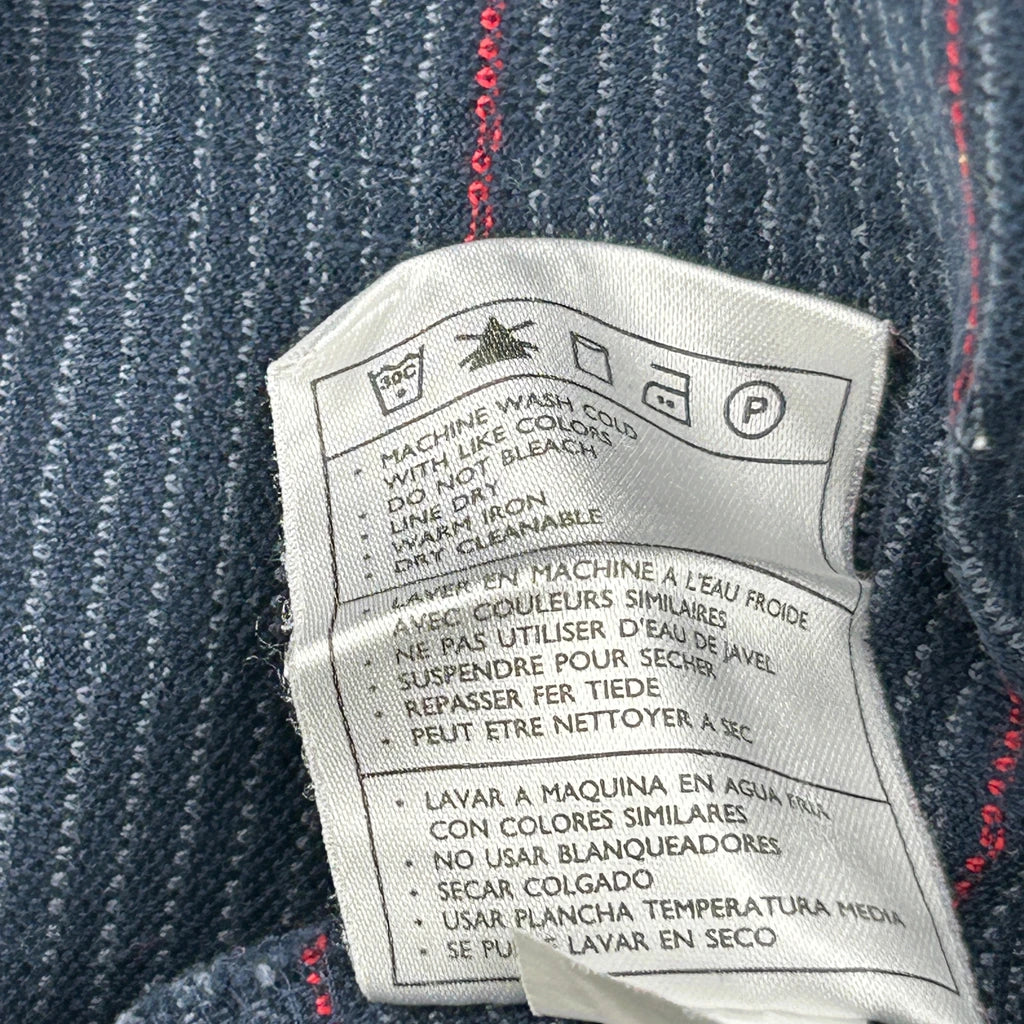 30C
P
• MACHINE WASH COLD
WITH LIKE COLORS
• DO NOT BLEACH
• LINE DRY
• WARM IRON
• DRY CLEANABLE
• LAVER EN MACHINE A L'EAU FROIDE
AVEC COULEURS SIMILAIRES
• NE PAS UTILISER D'EAU DE JAVEL
• SUSPENDRE POUR SECHER
• REPASSER FER TIEDE
• PEUT ETRE NETTOYER A SEC
• LAVAR A MAQUINA EN AGUA FRIA
CON COLORES SIMILARES
• NO USAR BLANQUEADORES
• SECAR COLGADO
• USAR PLANCHA TEMPERATURA MEDIA
• SE LAVAR EN SECO